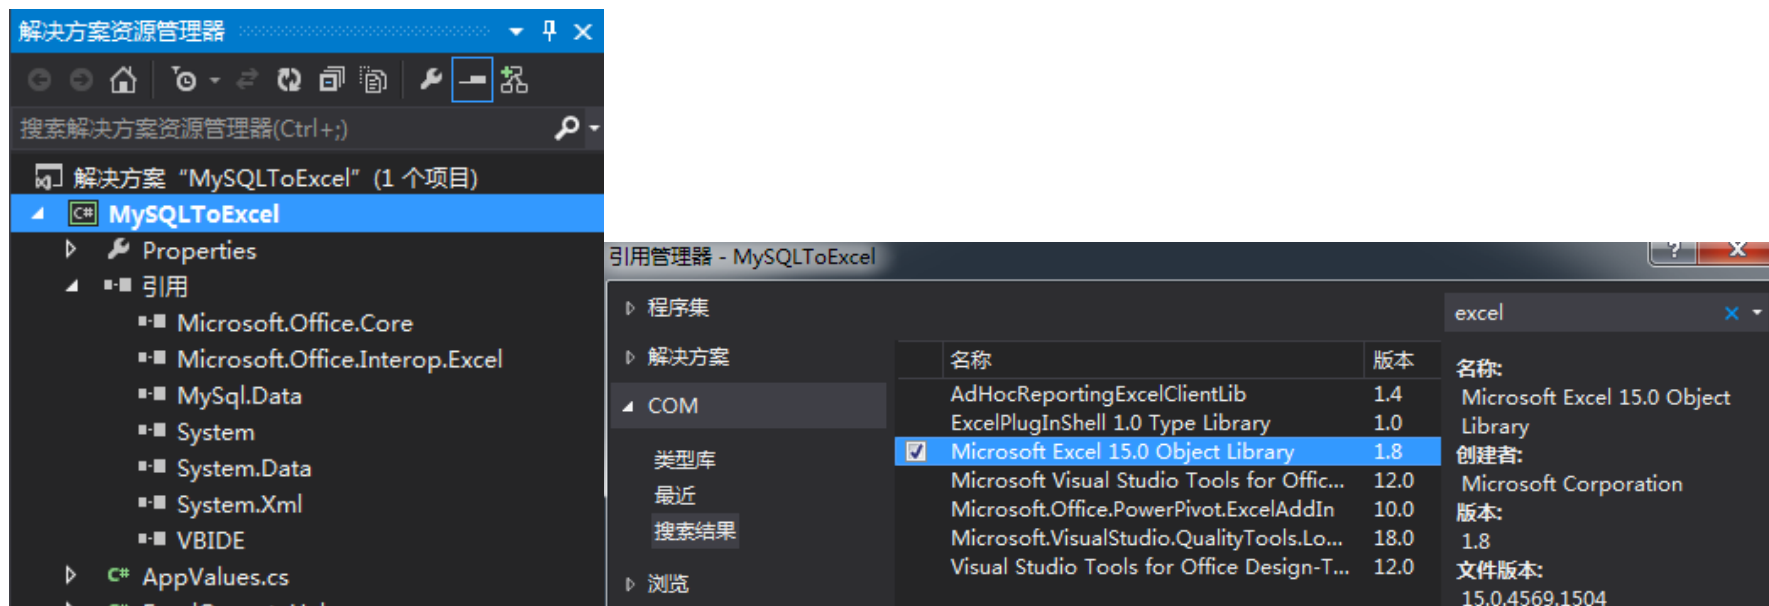 解决方案资源管理器
搜索解决方案资源管理器(Ctrl+;)
解决方案 “MySQLToExcel” (1 个项目)
MySQLToExcel
Properties
引用
Microsoft.Office.Core
Microsoft.Office.Interop.Excel
MySql.Data
System
System.Data
System.Xml
VBIDE
AppValues.cs
引用管理器 - MySQLToExcel
程序集
解决方案
COM
类型库
最近
搜索结果
浏览
名称 版本
AdHocReportingExcelClientLib 1.4
ExcelPlugInShell 1.0 Type Library 1.0
Microsoft Excel 15.0 Object Library 1.8
Microsoft Visual Studio Tools for Offic... 12.0
Microsoft.Office.PowerPivot.ExcelAddIn 10.0
Microsoft.VisualStudio.QualityTools.Lo... 18.0
Visual Studio Tools for Office Design-T... 12.0
excel
名称:
Microsoft Excel 15.0 Object
Library
创建者:
Microsoft Corporation
版本:
1.8
文件版本:
15.0.4569.1504